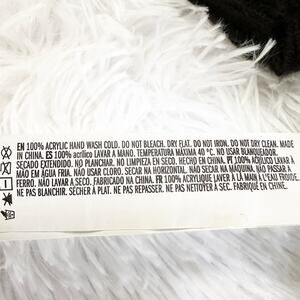 EN 100% ACRYLIC HAND WASH COLD. DO NOT BLEACH. DRY FLAT. DO NOT IRON. DO NOT DRY CLEAN. MADE
IN CHINA. ES 100% acrílico LAVAR A MANO. TEMPERATURA MÁXIMA 40 °C. NO USAR BLANQUEADOR.
SECADO EXTENDIDO. NO PLANCHAR. NO LIMPIEZA EN SECO. HECHO EN CHINA. PT 100% ACRÍLICO LAVAR À
MÃO EM ÁGUA FRIA. NÃO USAR CLORO. SECAR NA HORIZONTAL. NÃO SECAR NA MÁQUINA. NÃO PASSAR A
FERRO. NÃO LAVAR A SECO. FABRICADO NA CHINA. FR 100% ACRYLIQUE LAVER À LA MAIN À L'EAU FROIDE.
NE PAS BLANCHIR. SÉCHER À PLAT. NE PAS REPASSER. NE PAS NETTOYER À SEC. FABRIQUÉ EN CHINE.